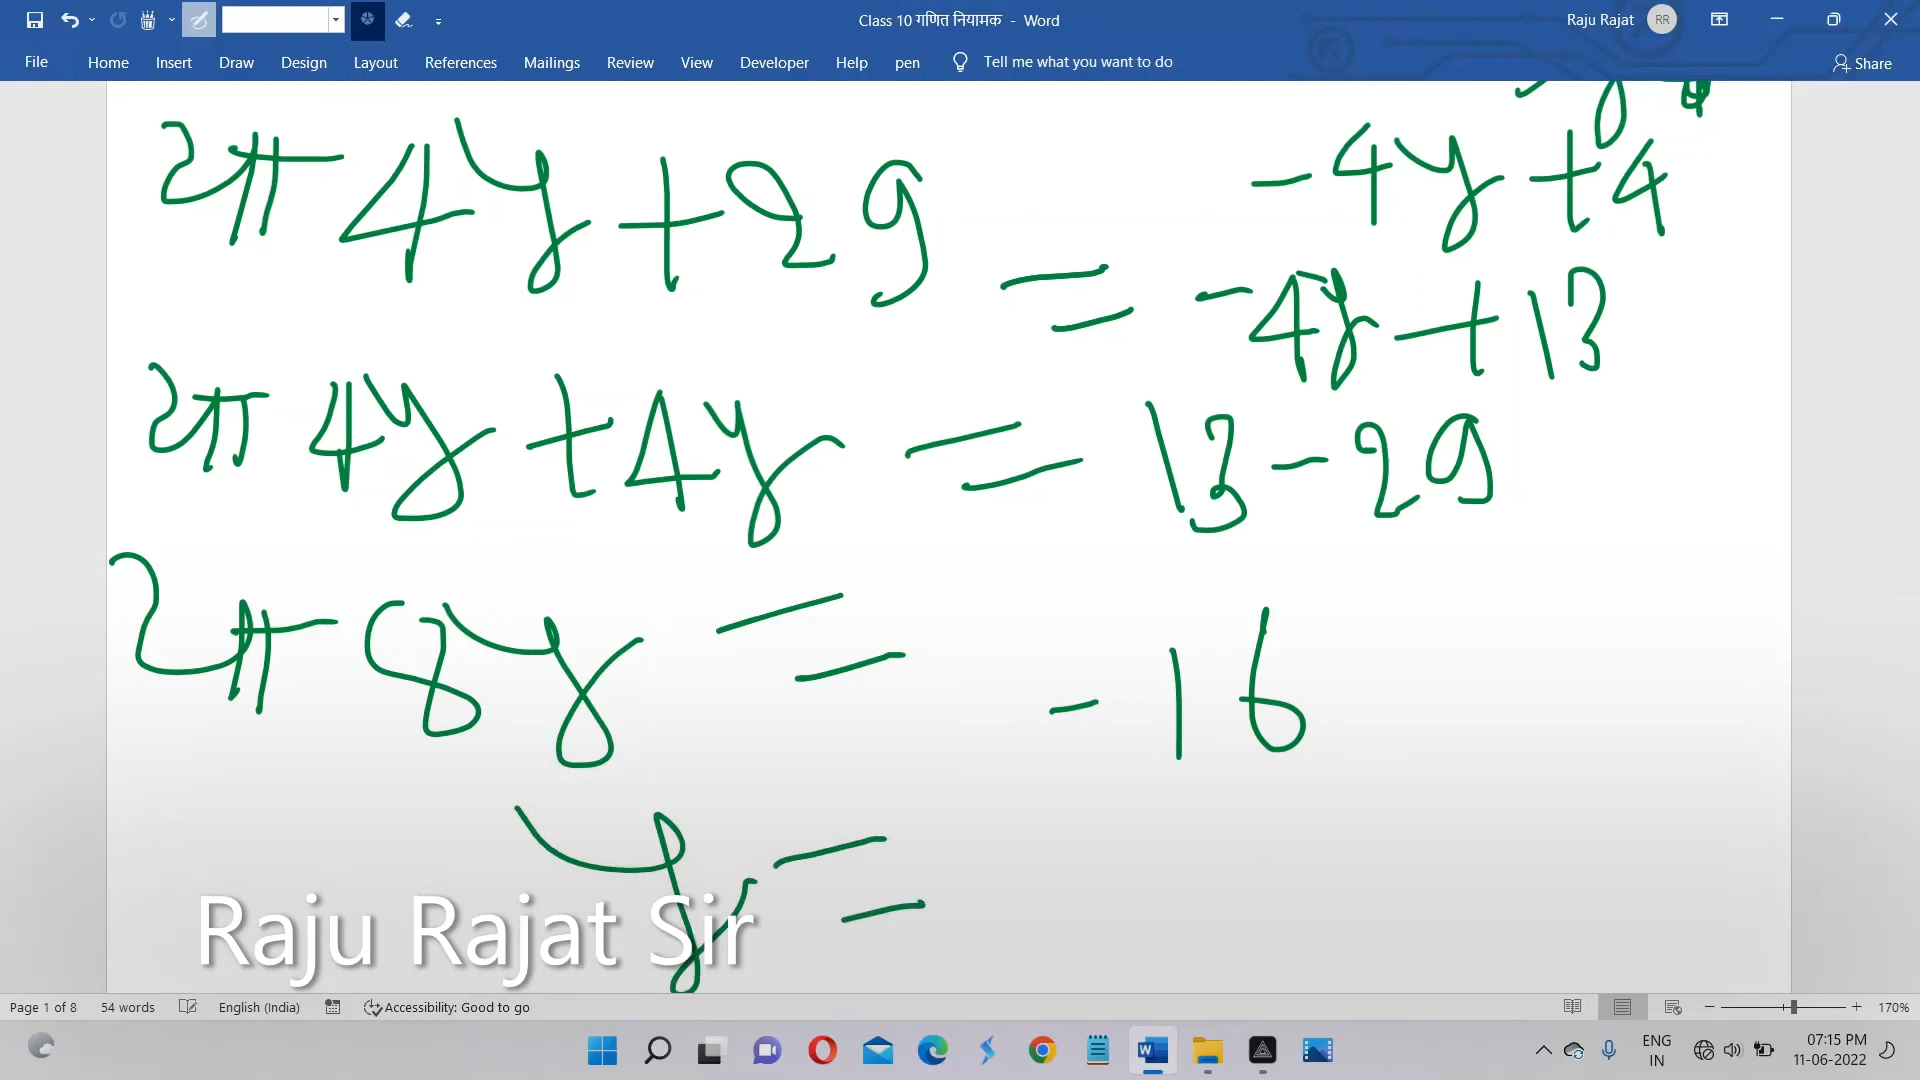 Class 10 गणित नियामक - Word
Raju Rajat RR
File Home Insert Draw Design Layout References Mailings Review View Developer Help pen Tell me what you want to do Share
-4y+4
या 4y+29 = -4y+13
या 4y+4y = 13-29
या 8y = -16
y =
Raju Rajat Sir
Page 1 of 8 54 words English (India) Accessibility: Good to go 170%
ENG IN 07:15 PM 11-06-2022